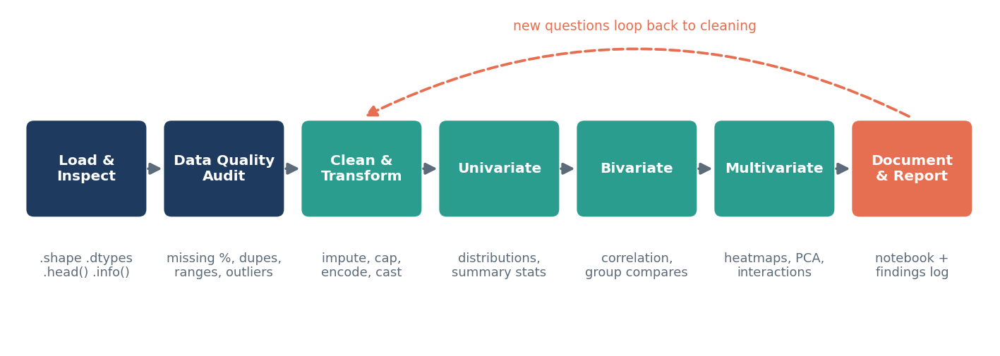 new questions loop back to cleaning
Load &
Inspect
Data Quality
Audit
Clean &
Transform
Univariate
Bivariate
Multivariate
Document
& Report
.shape .dtypes
.head() .info()
missing %, dupes,
ranges, outliers
impute, cap,
encode, cast
distributions,
summary stats
correlation,
group compares
heatmaps, PCA,
interactions
notebook +
findings log